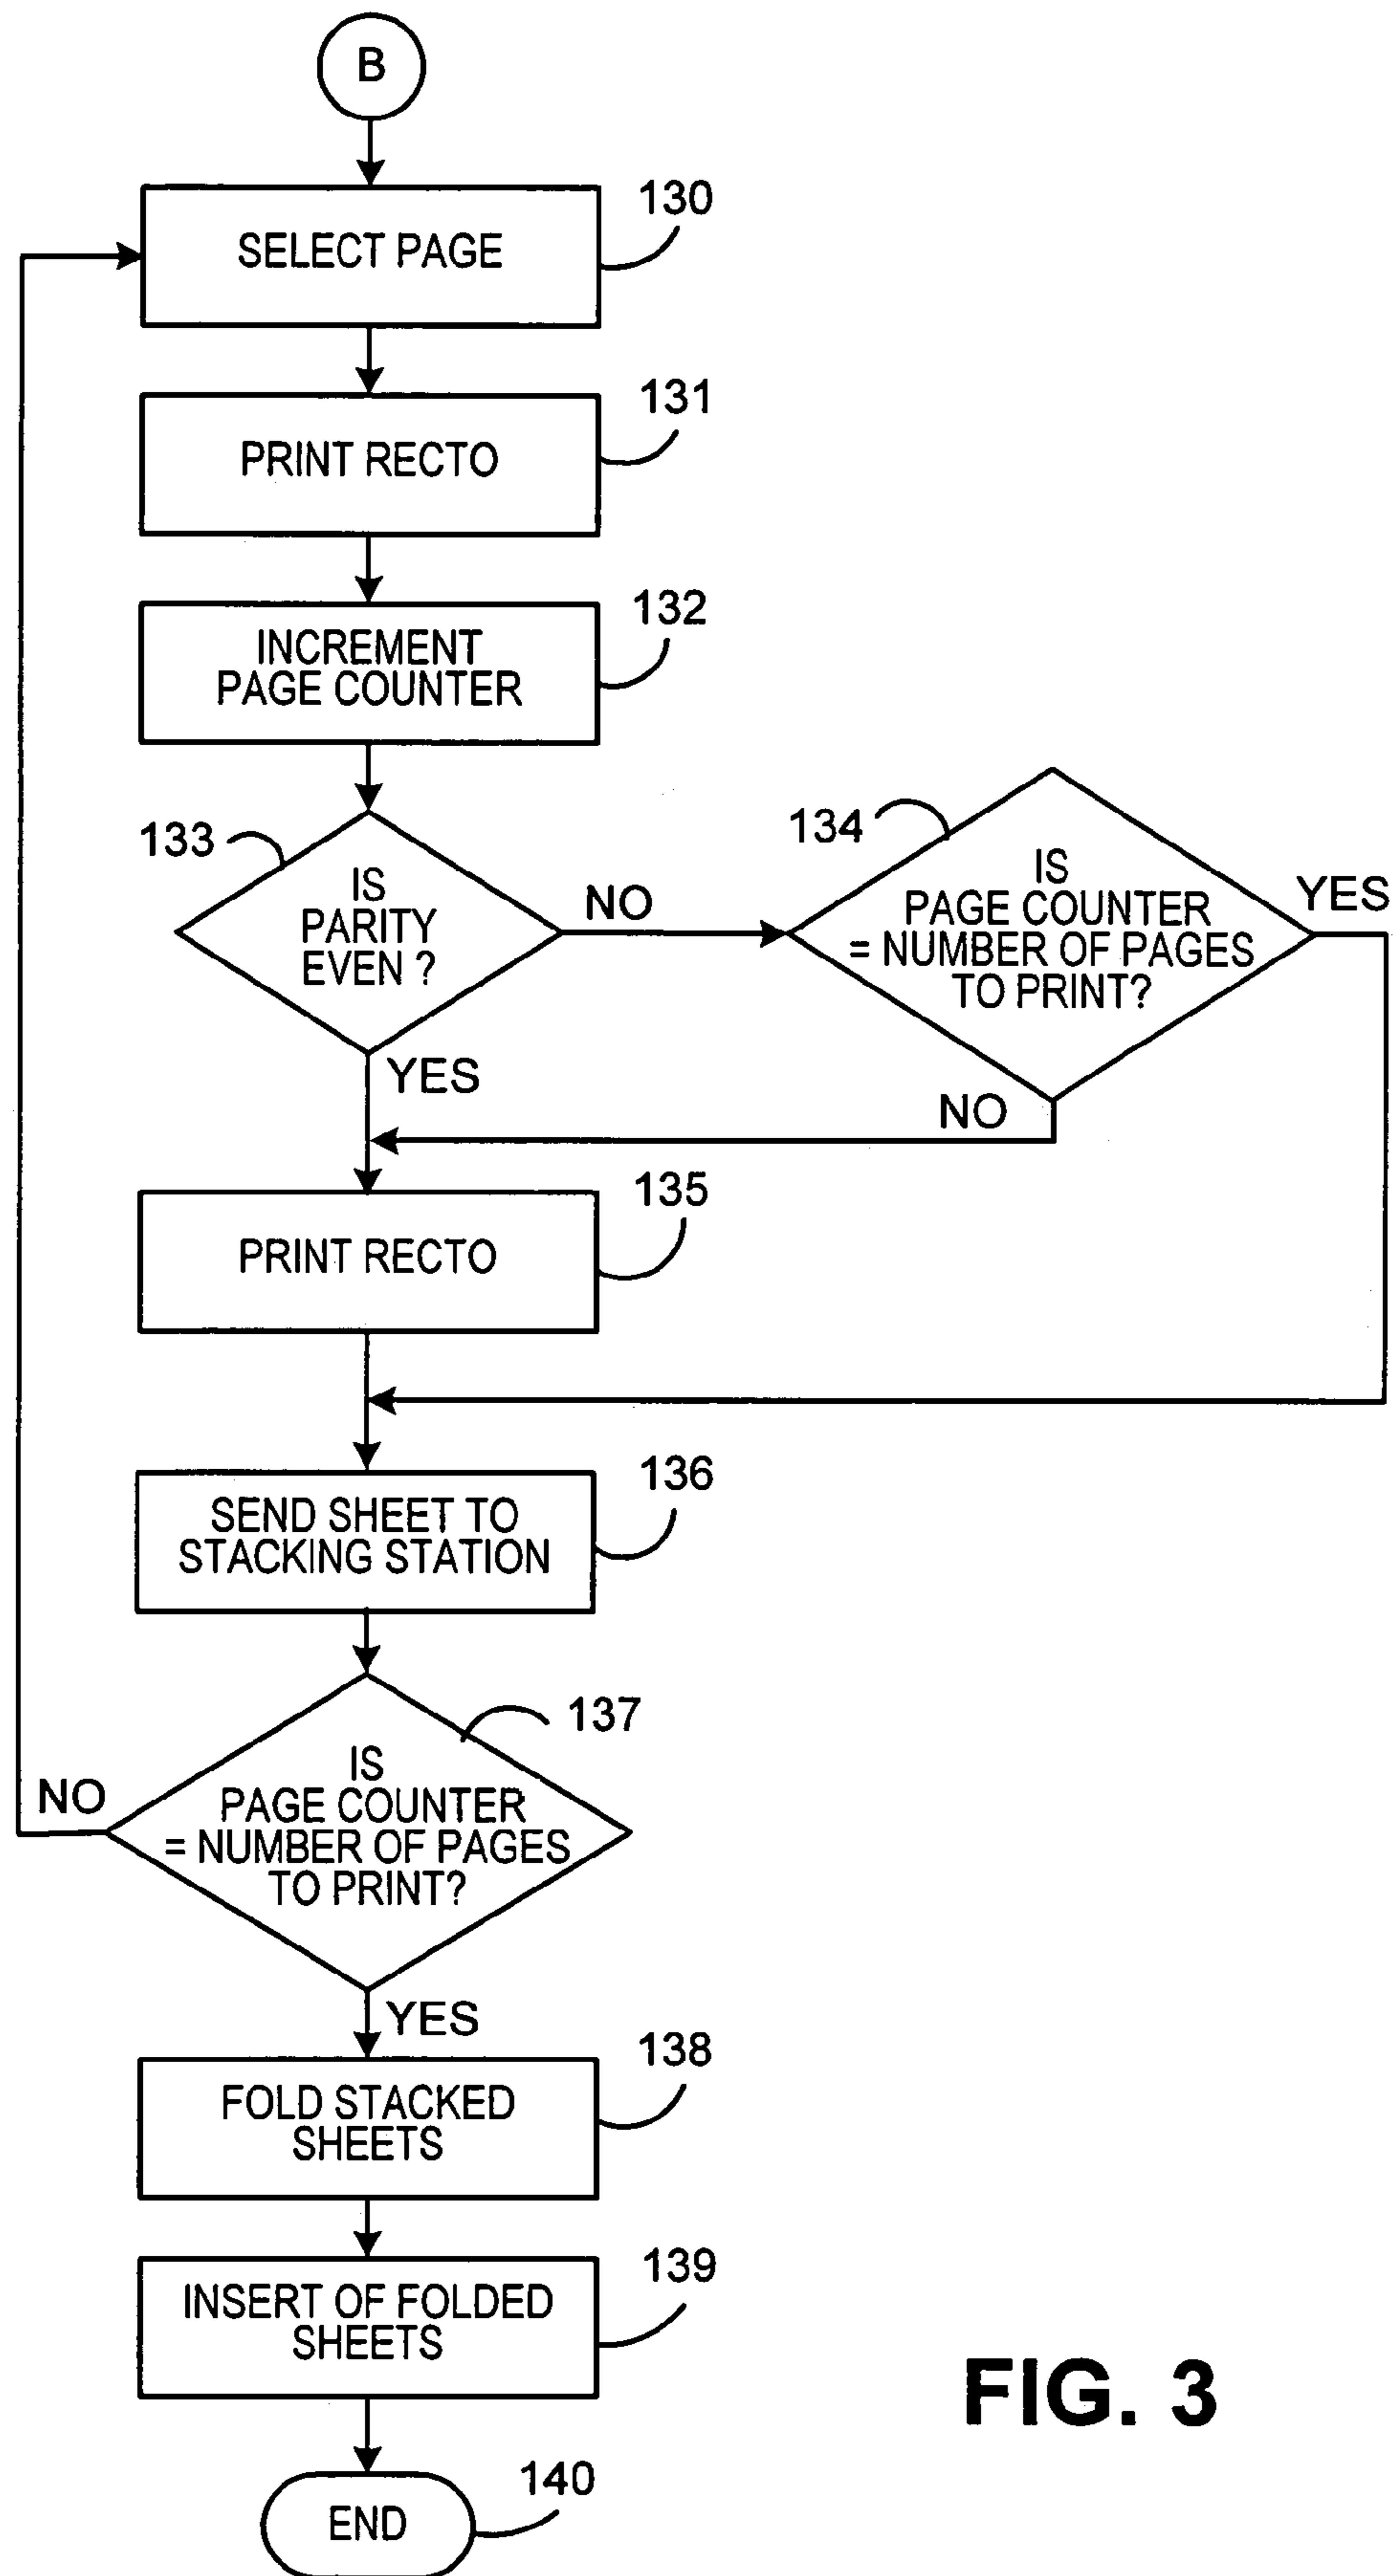 B
130
SELECT PAGE
131
PRINT RECTO
132
INCREMENT
PAGE COUNTER
133
IS
PARITY
EVEN ?
NO
YES
134
IS
PAGE COUNTER
= NUMBER OF PAGES
TO PRINT?
YES
NO
135
PRINT RECTO
136
SEND SHEET TO
STACKING STATION
137
IS
PAGE COUNTER
= NUMBER OF PAGES
TO PRINT?
NO
YES
138
FOLD STACKED
SHEETS
139
INSERT OF FOLDED
SHEETS
140
END
FIG. 3